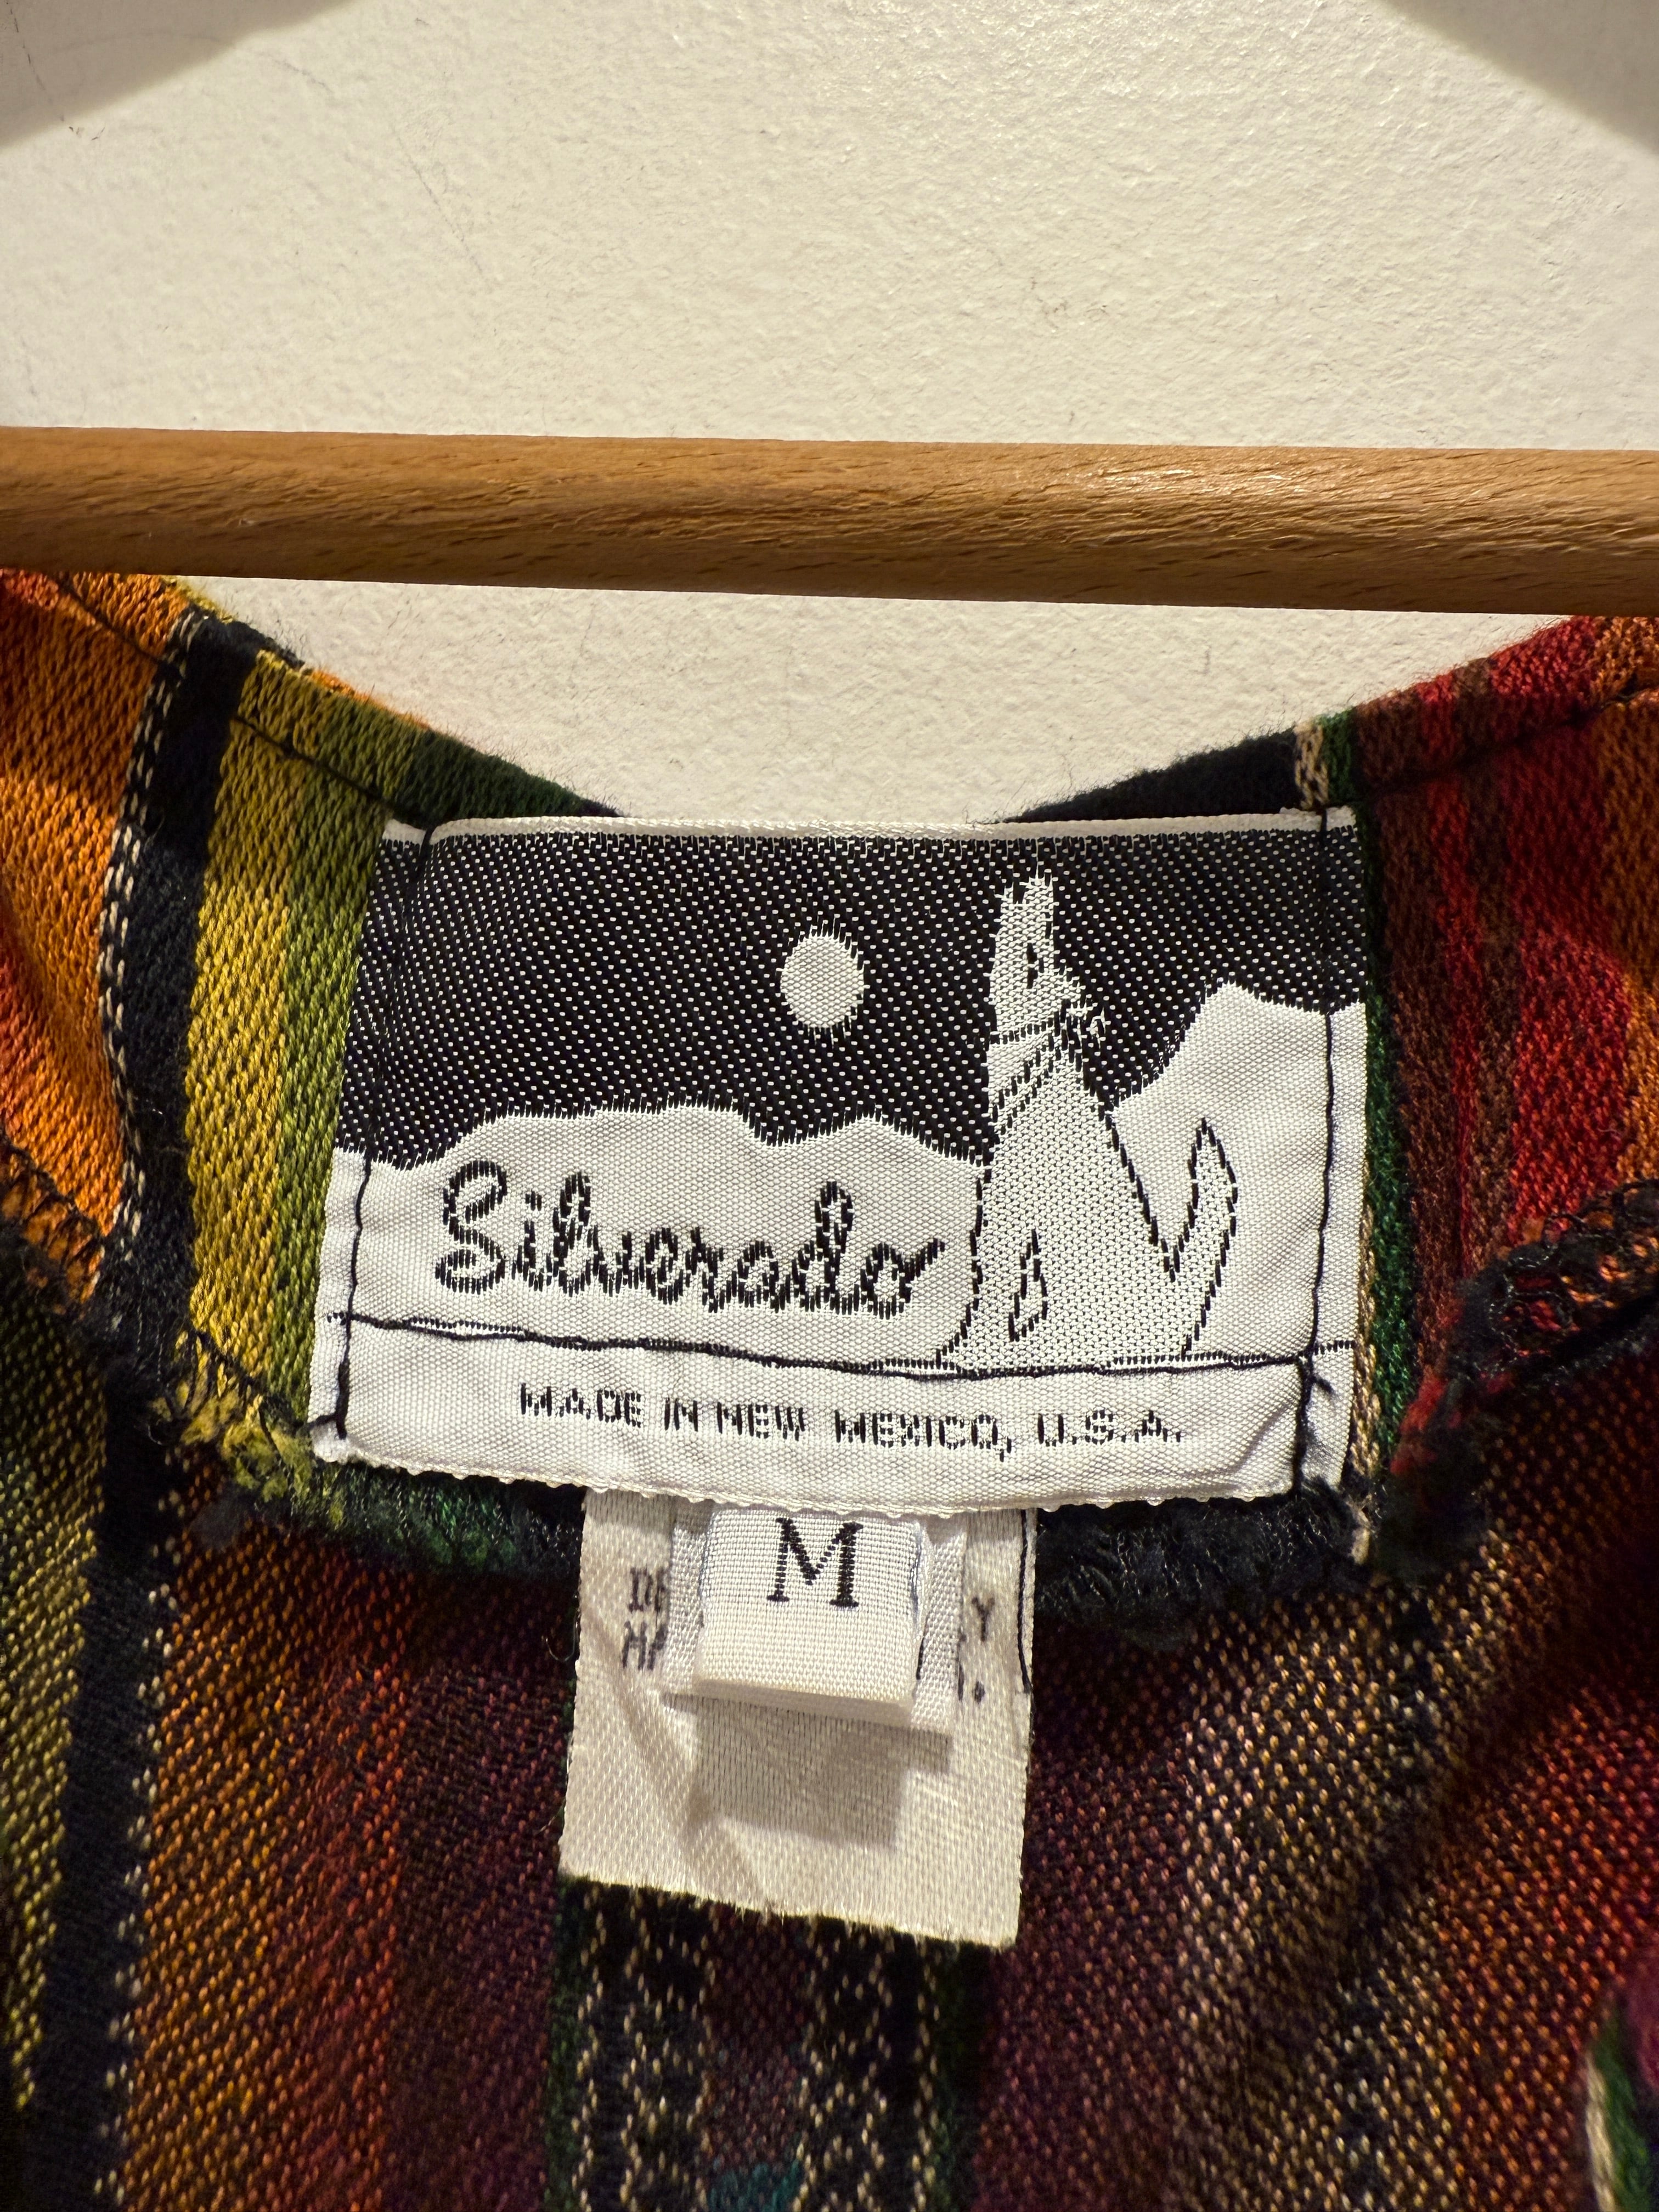 Silverado
MADE IN NEW MEXICO, U.S.A.
M